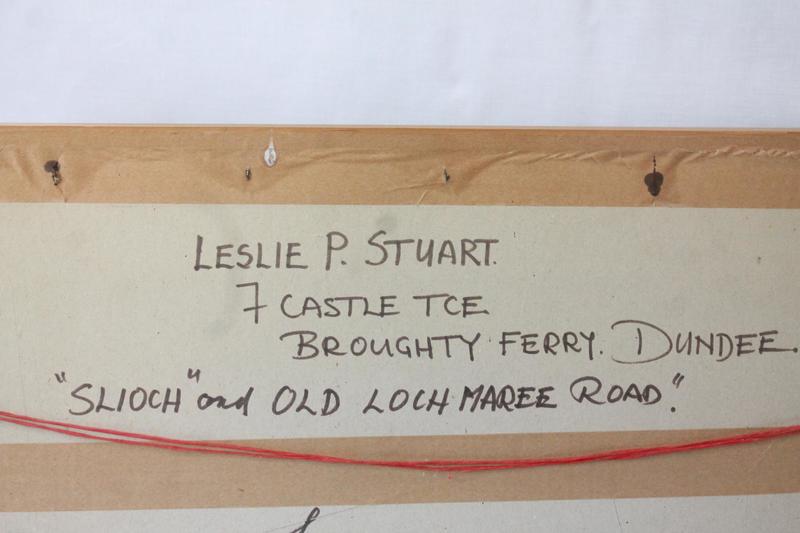 LESLIE P. STUART.
7 CASTLE TCE
BROUGHTY FERRY. DUNDEE.
"SLIOCH" and OLD LOCH MAREE ROAD."